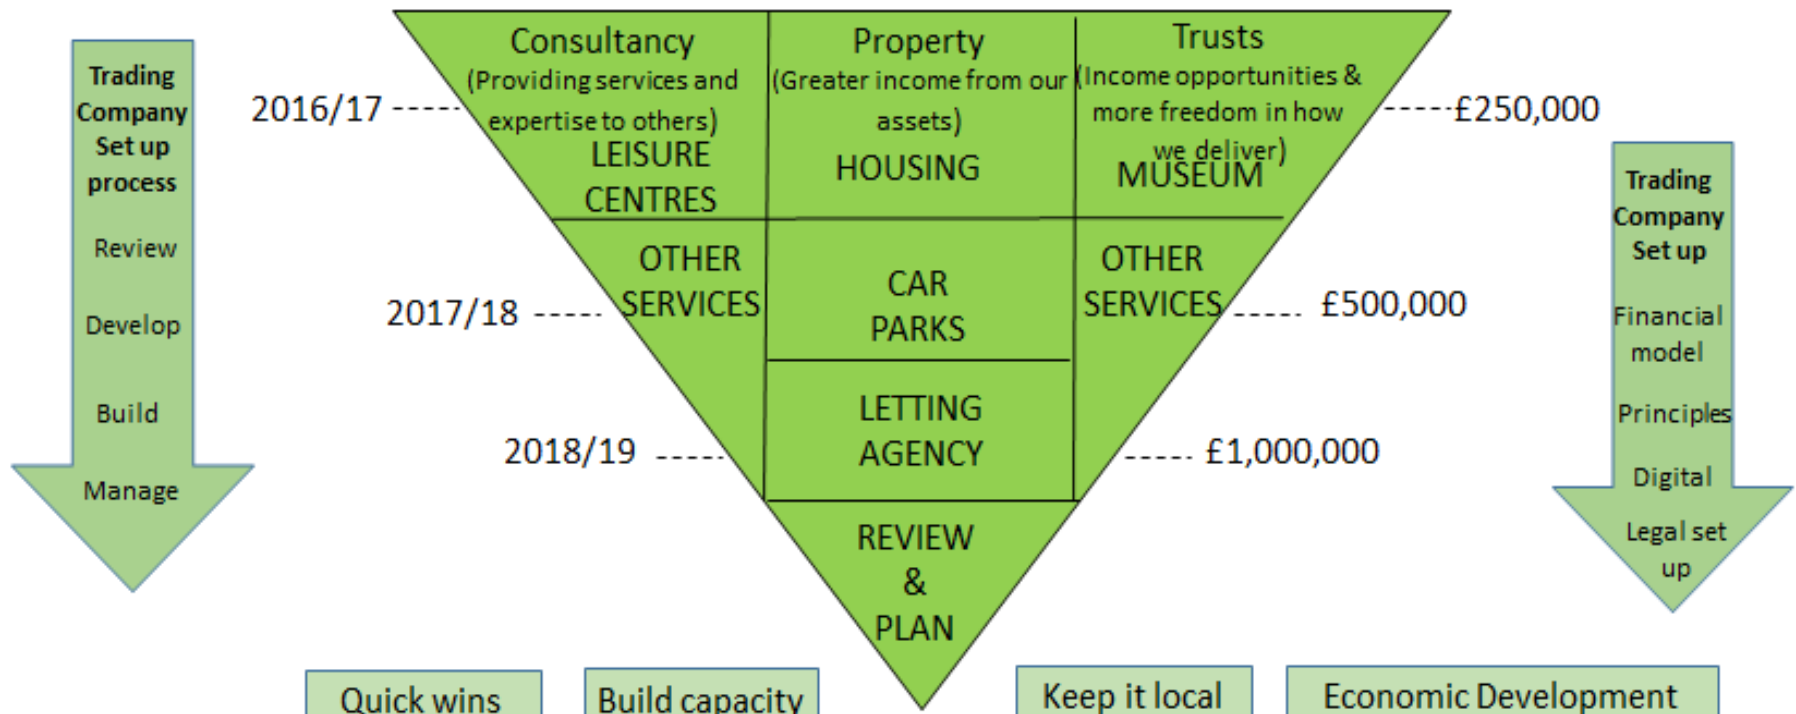 Trading
Company
Set up
process
Review
Develop
Build
Manage
2016/17
2017/18
2018/19
Consultancy
(Providing services and
expertise to others)
LEISURE
CENTRES
OTHER
SERVICES
Property
(Greater income from our
assets)
HOUSING
CAR
PARKS
LETTING
AGENCY
REVIEW
&
PLAN
Trusts
(Income opportunities &
more freedom in how
we deliver)
MUSEUM
OTHER
SERVICES
£250,000
£500,000
£1,000,000
Trading
Company
Set up
Financial
model
Principles
Digital
Legal set
up
Quick wins
Build capacity
Keep it local
Economic Development